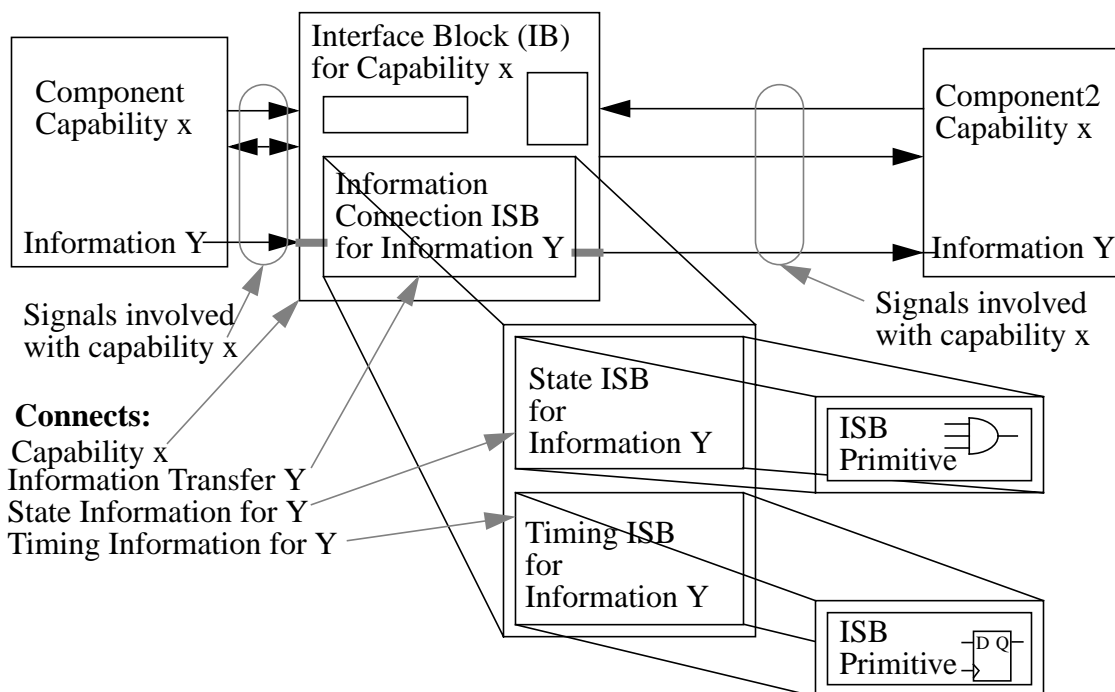 Interface Block (IB)
for Capability x
Component
Capability x
Component2
Capability x
Information
Connection ISB
for Information Y
Information Y
Information Y
Signals involved
with capability x
Signals involved
with capability x
Connects:
Capability x
Information Transfer Y
State Information for Y
Timing Information for Y
State ISB
for
Information Y
ISB
Primitive
Timing ISB
for
Information Y
ISB
Primitive
D Q